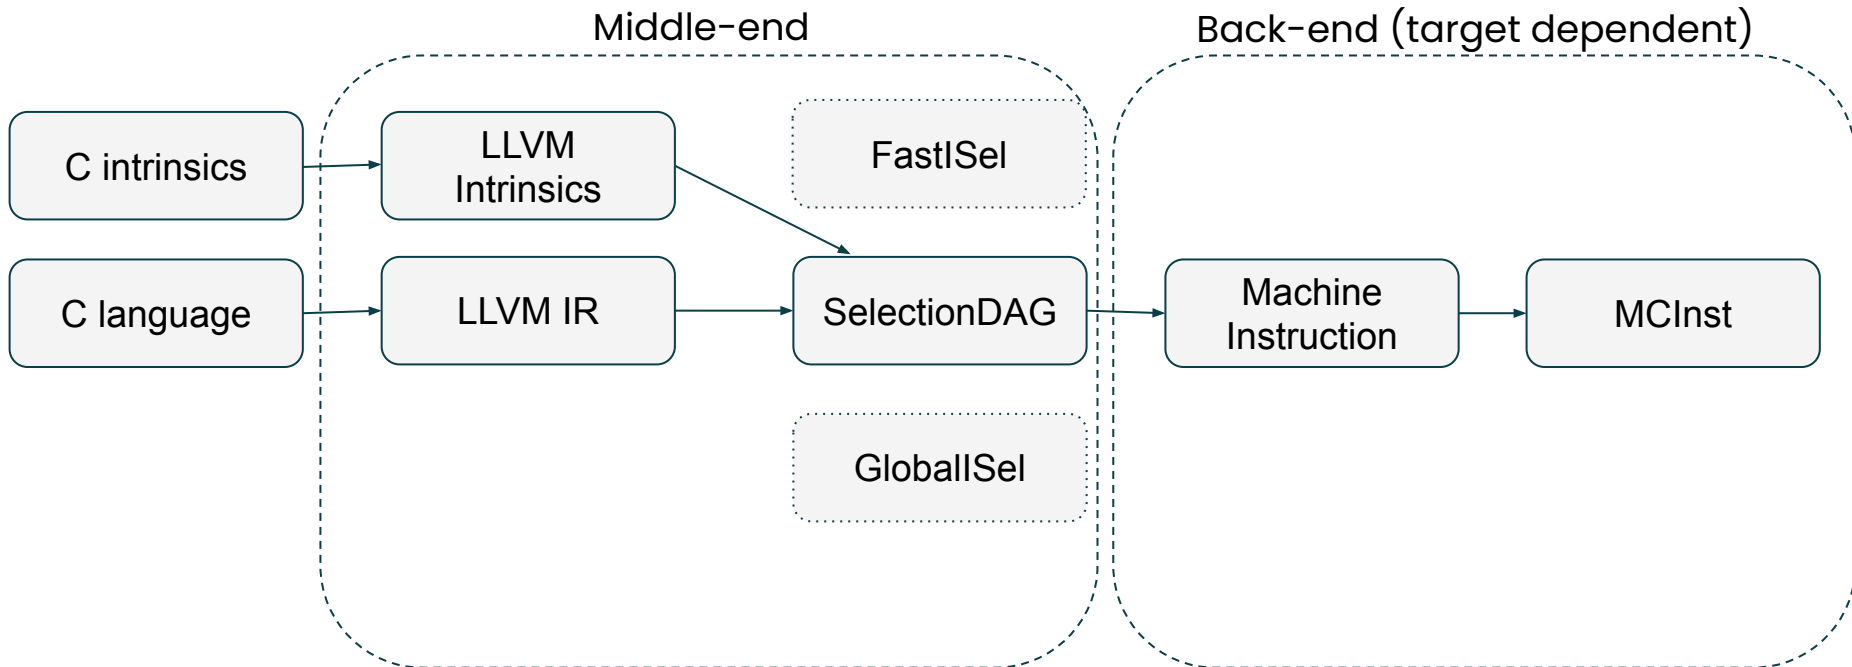 Middle-end
Back-end (target dependent)
C intrinsics
LLVM
Intrinsics
FastISel
C language
LLVM IR
SelectionDAG
Machine
Instruction
MCInst
GlobalISel